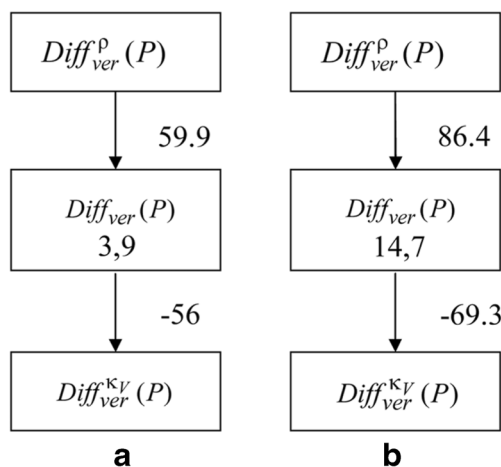 Diff^ρ_ver(P) Diff^ρ_ver(P)
59.9 86.4
Diff_ver(P) Diff_ver(P)
3,9 14,7
-56 -69.3
Diff^κV_ver(P) Diff^κV_ver(P)
a b